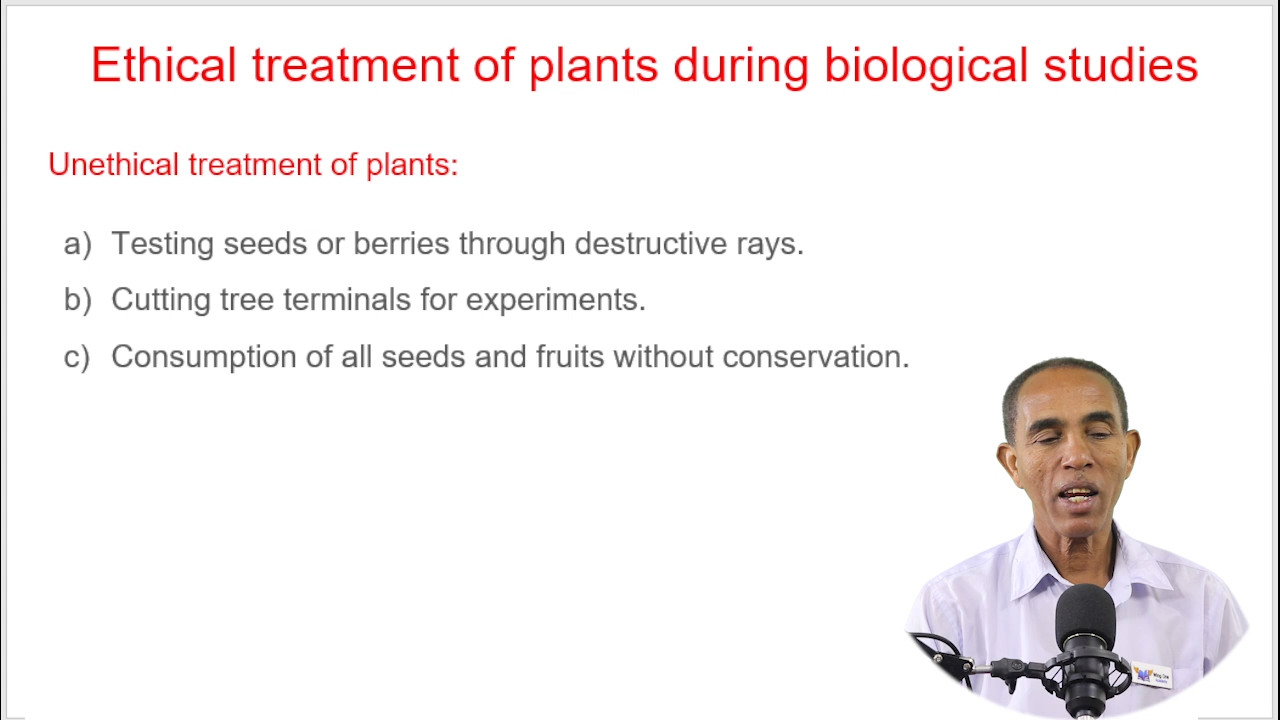 Ethical treatment of plants during biological studies
Unethical treatment of plants:
a) Testing seeds or berries through destructive rays.
b) Cutting tree terminals for experiments.
c) Consumption of all seeds and fruits without conservation.